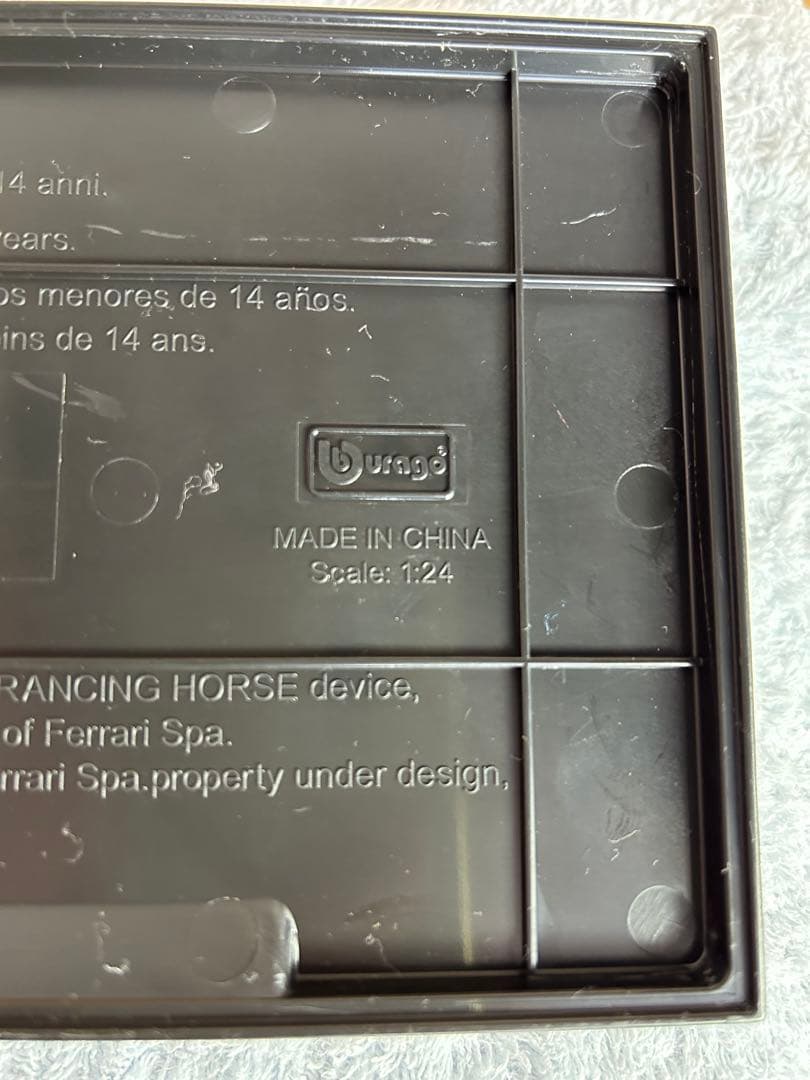 14 anni.
years.
os menores de 14 años.
ins de 14 ans.
burago
MADE IN CHINA
Scale: 1:24
RANCING HORSE device,
of Ferrari Spa.
rrari Spa.property under design,